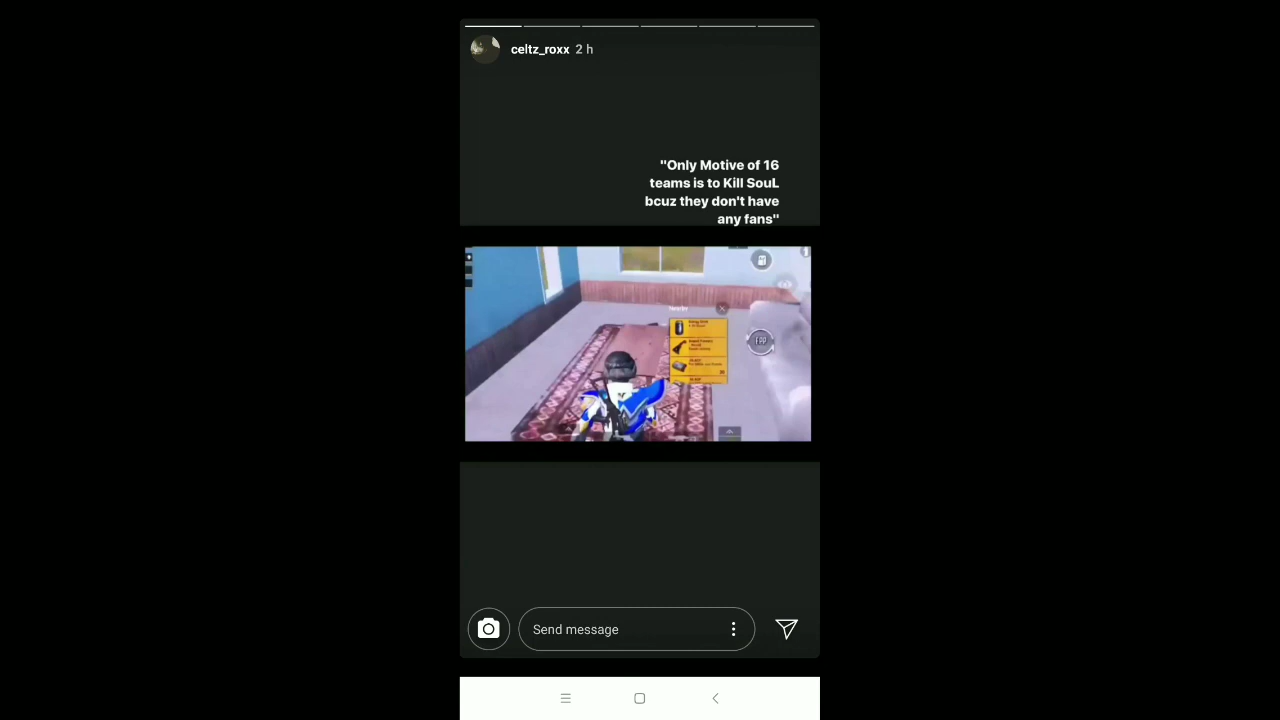 celtz_roxx 2 h
"Only Motive of 16
teams is to Kill SouL
bcuz they don't have
any fans"
FPP
Send message